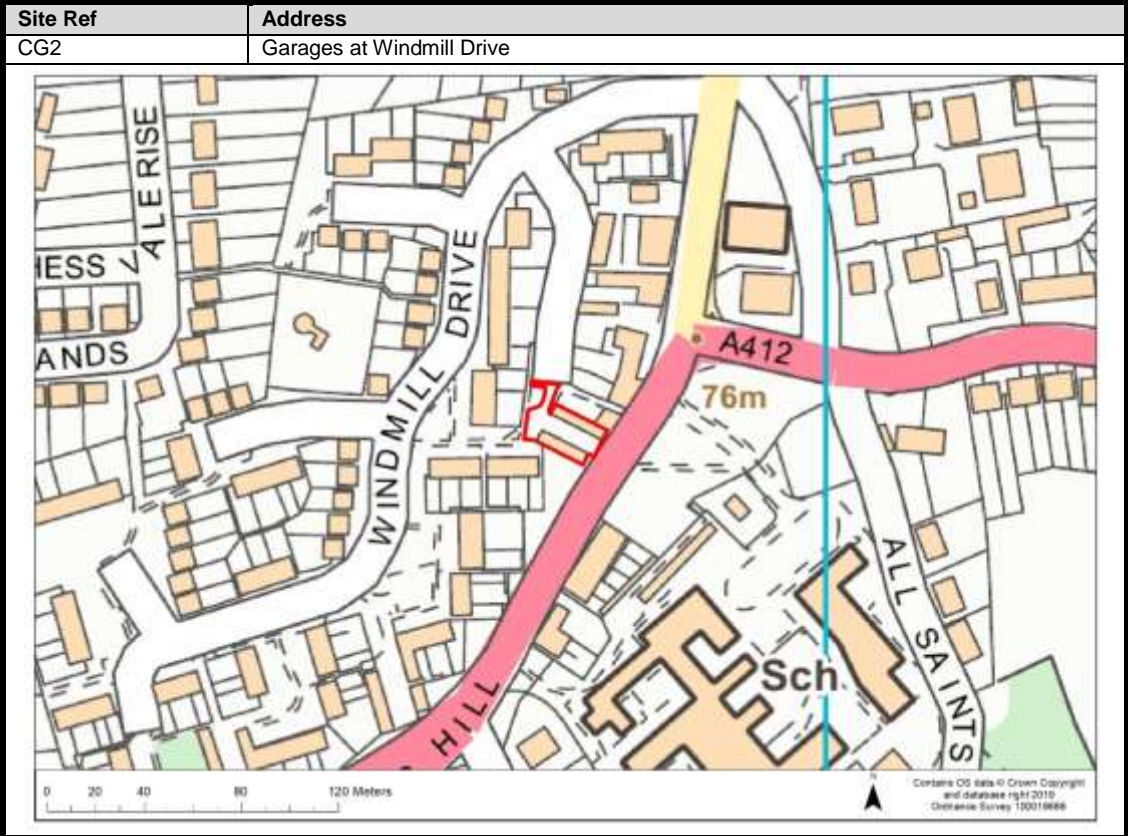 Site Ref Address
CG2 Garages at Windmill Drive
ALE RISE
HESS
V
DRIVE
ANDS
A412
76m
WINDMILL
ALL SAINTS
Sch
HILL
N
0 20 40 80 120 Meters
Contains OS data © Crown Copyright
and database right 2019
Ordnance Survey 100018686